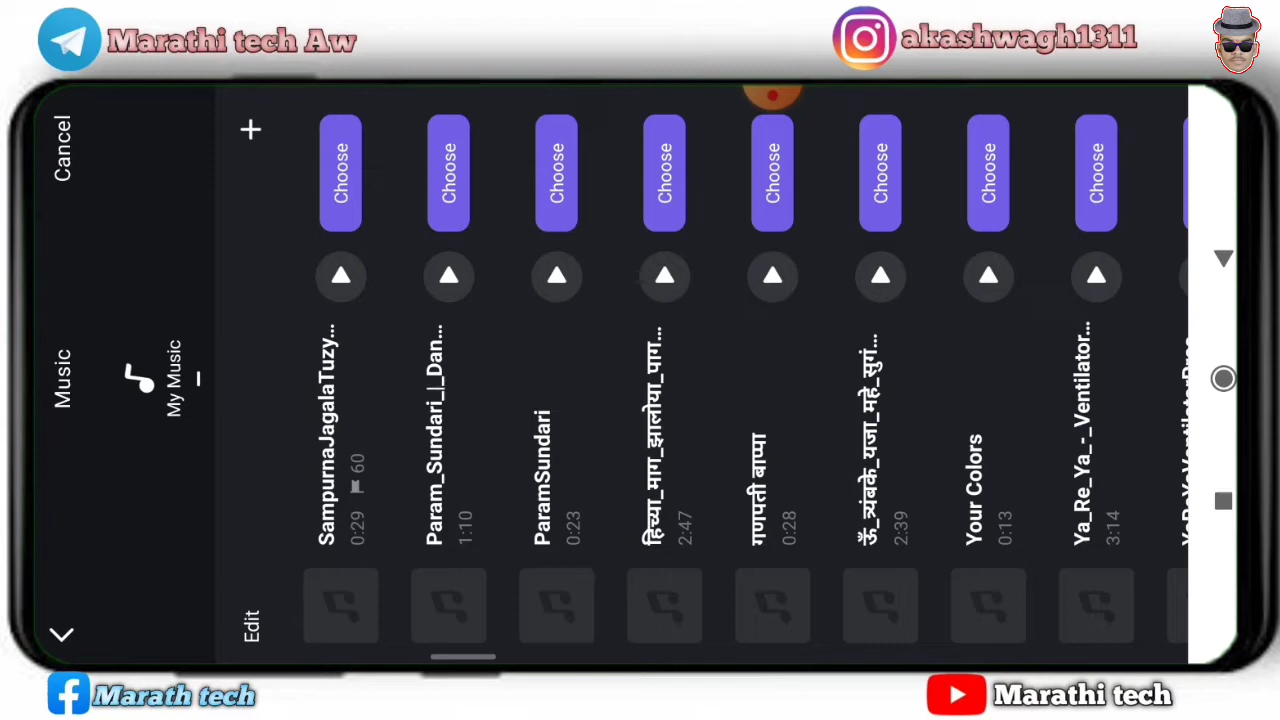 Marathi tech Aw
akashwagh1311
Cancel
Music
My Music
Edit
+
SampurnaJagalaTuzy...
0:29 60
Choose
Param_Sundari_|_Dan...
1:10
Choose
ParamSundari
0:23
Choose
हिच्या_माग_झालोया_पाग...
2:47
Choose
गणपती बाप्पा
0:28
Choose
ॐ_त्र्यंबके_यजा_महे_सुगं...
2:39
Choose
Your Colors
0:13
Choose
Ya_Re_Ya_-_Ventilator...
3:14
Choose
Marath tech
Marathi tech